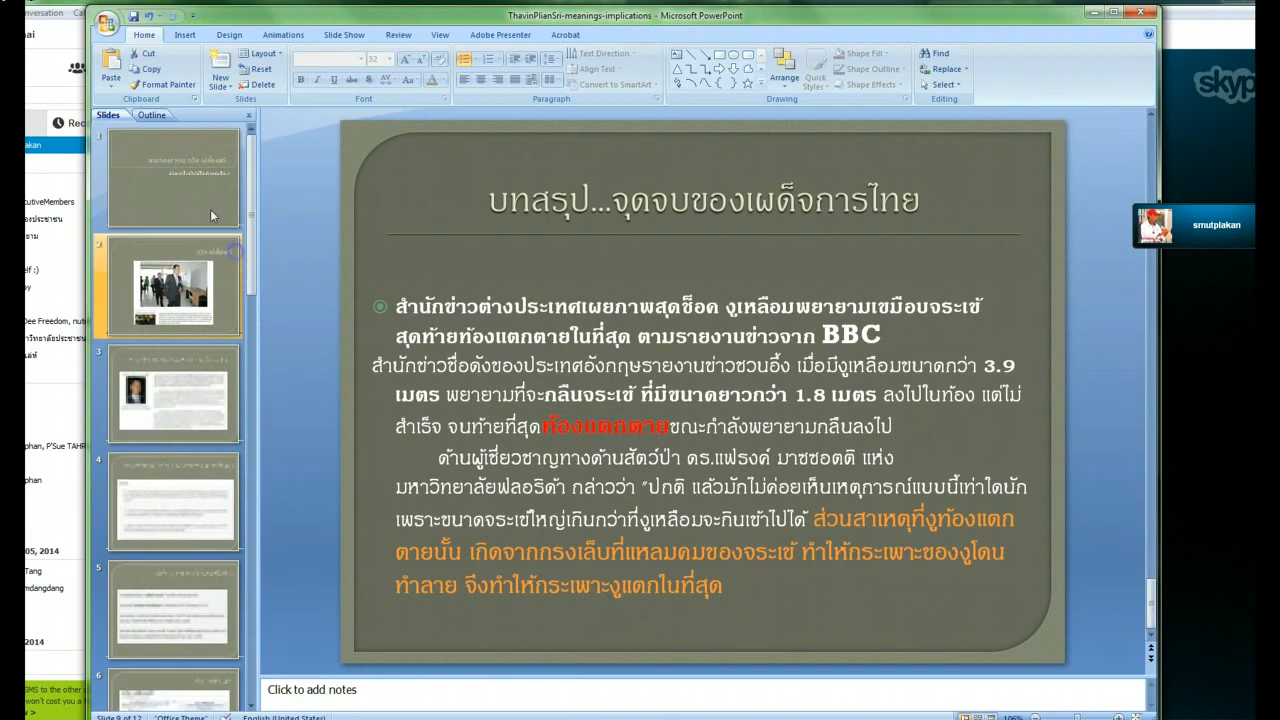 ThavinPlianSri-meanings-implications - Microsoft PowerPoint
Home Insert Design Animations Slide Show Review View Adobe Presenter Acrobat
Paste
Cut
Copy
Format Painter
Clipboard
New Slide
Layout
Reset
Delete
Slides
32
Font
Text Direction
Align Text
Convert to SmartArt
Paragraph
Arrange
Quick Styles
Shape Fill
Shape Outline
Shape Effects
Drawing
Find
Replace
Select
Editing
Slides Outline
1
2
3
4
5
6
บทสรุป...จุดจบของเผด็จการไทย
สำนักข่าวต่างประเทศเผยภาพสุดช็อค งูเหลือมพยายามเขมือบจระเข้
สุดท้ายท้องแตกตายในที่สุด ตามรายงานข่าวจาก BBC
สำนักข่าวชื่อดังของประเทศอังกฤษรายงานข่าวชวนอึ้ง เมื่อมีงูเหลือมขนาดกว่า 3.9
เมตร พยายามที่จะกลืนจระเข้ ที่มีขนาดยาวกว่า 1.8 เมตร ลงไปในท้อง แต่ไม่
สำเร็จ จนท้ายที่สุดท้องแตกตายขณะกำลังพยายามกลืนลงไป
ด้านผู้เชี่ยวชาญทางด้านสัตว์ป่า ดร.แฟรงค์ มาซซอตติ แห่ง
มหาวิทยาลัยฟลอริด้า กล่าวว่า "ปกติ แล้วมักไม่ค่อยเห็นเหตุการณ์แบบนี้เท่าใดนัก
เพราะขนาดจระเข้ใหญ่เกินกว่าที่งูเหลือมจะกินเข้าไปได้ ส่วนสาเหตุที่งูท้องแตก
ตายนั้น เกิดจากกรงเล็บที่แหลมคมของจระเข้ ทำให้กระเพาะของงูโดน
ทำลาย จึงทำให้กระเพาะงูแตกในที่สุด
Click to add notes
Slide 9 of 12 "Office Theme" English (United States) 106%
smutplakan
05, 2014
Tang
2014